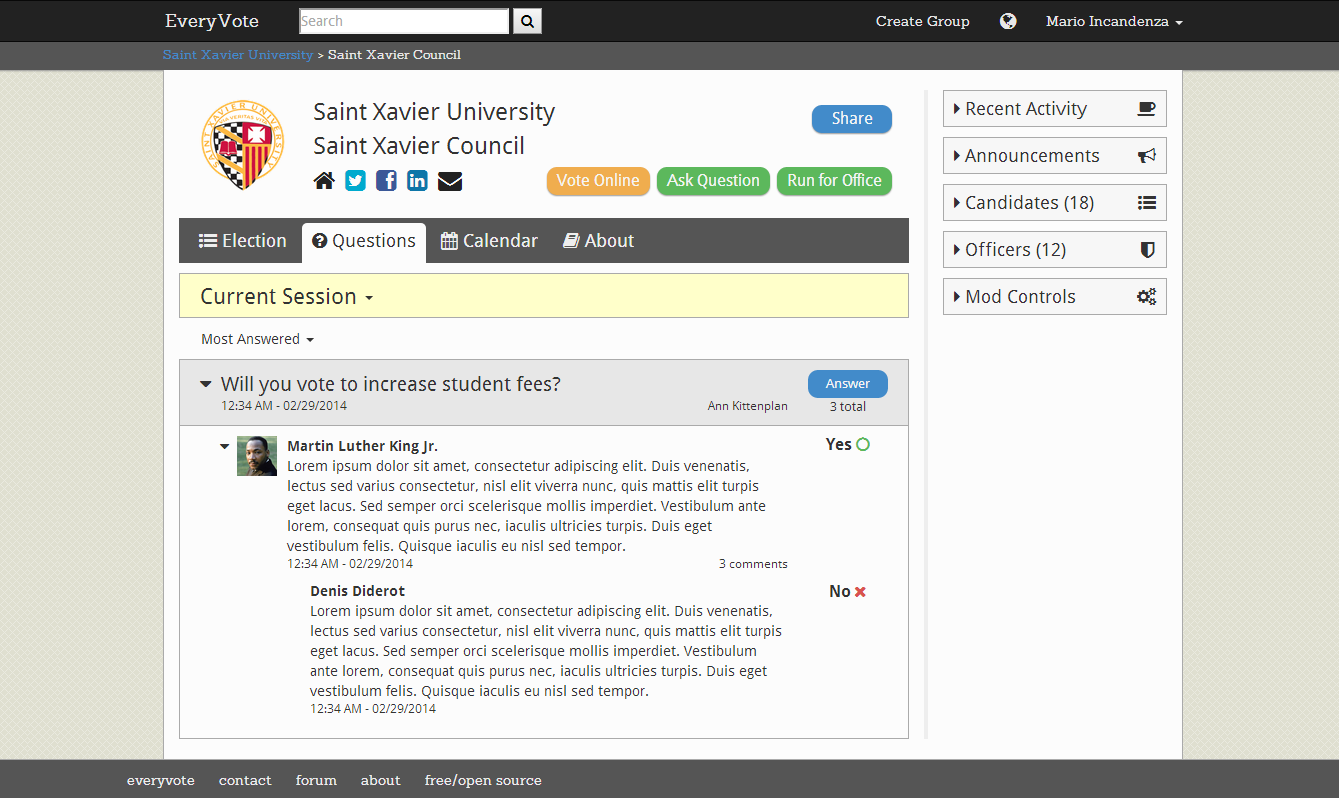 EveryVote
Search
Create Group
Mario Incandenza
Saint Xavier University > Saint Xavier Council
SAINT XAVIER UNIVERSITY
Saint Xavier University
Saint Xavier Council
Share
Vote Online
Ask Question
Run for Office
Election
Questions
Calendar
About
Current Session
Most Answered
Will you vote to increase student fees?
12:34 AM - 02/29/2014
Ann Kittenplan
Answer
3 total
Martin Luther King Jr.
Yes
Lorem ipsum dolor sit amet, consectetur adipiscing elit. Duis venenatis,
lectus sed varius consectetur, nisl elit viverra nunc, quis mattis elit turpis
eget lacus. Sed semper orci scelerisque mollis imperdiet. Vestibulum ante
lorem, consequat quis purus nec, iaculis ultricies turpis. Duis eget
vestibulum felis. Quisque iaculis eu nisl sed tempor.
12:34 AM - 02/29/2014
3 comments
Denis Diderot
No
Lorem ipsum dolor sit amet, consectetur adipiscing elit. Duis venenatis,
lectus sed varius consectetur, nisl elit viverra nunc, quis mattis elit turpis
eget lacus. Sed semper orci scelerisque mollis imperdiet. Vestibulum
ante lorem, consequat quis purus nec, iaculis ultricies turpis. Duis eget
vestibulum felis. Quisque iaculis eu nisl sed tempor.
12:34 AM - 02/29/2014
Recent Activity
Announcements
Candidates (18)
Officers (12)
Mod Controls
everyvote
contact
forum
about
free/open source